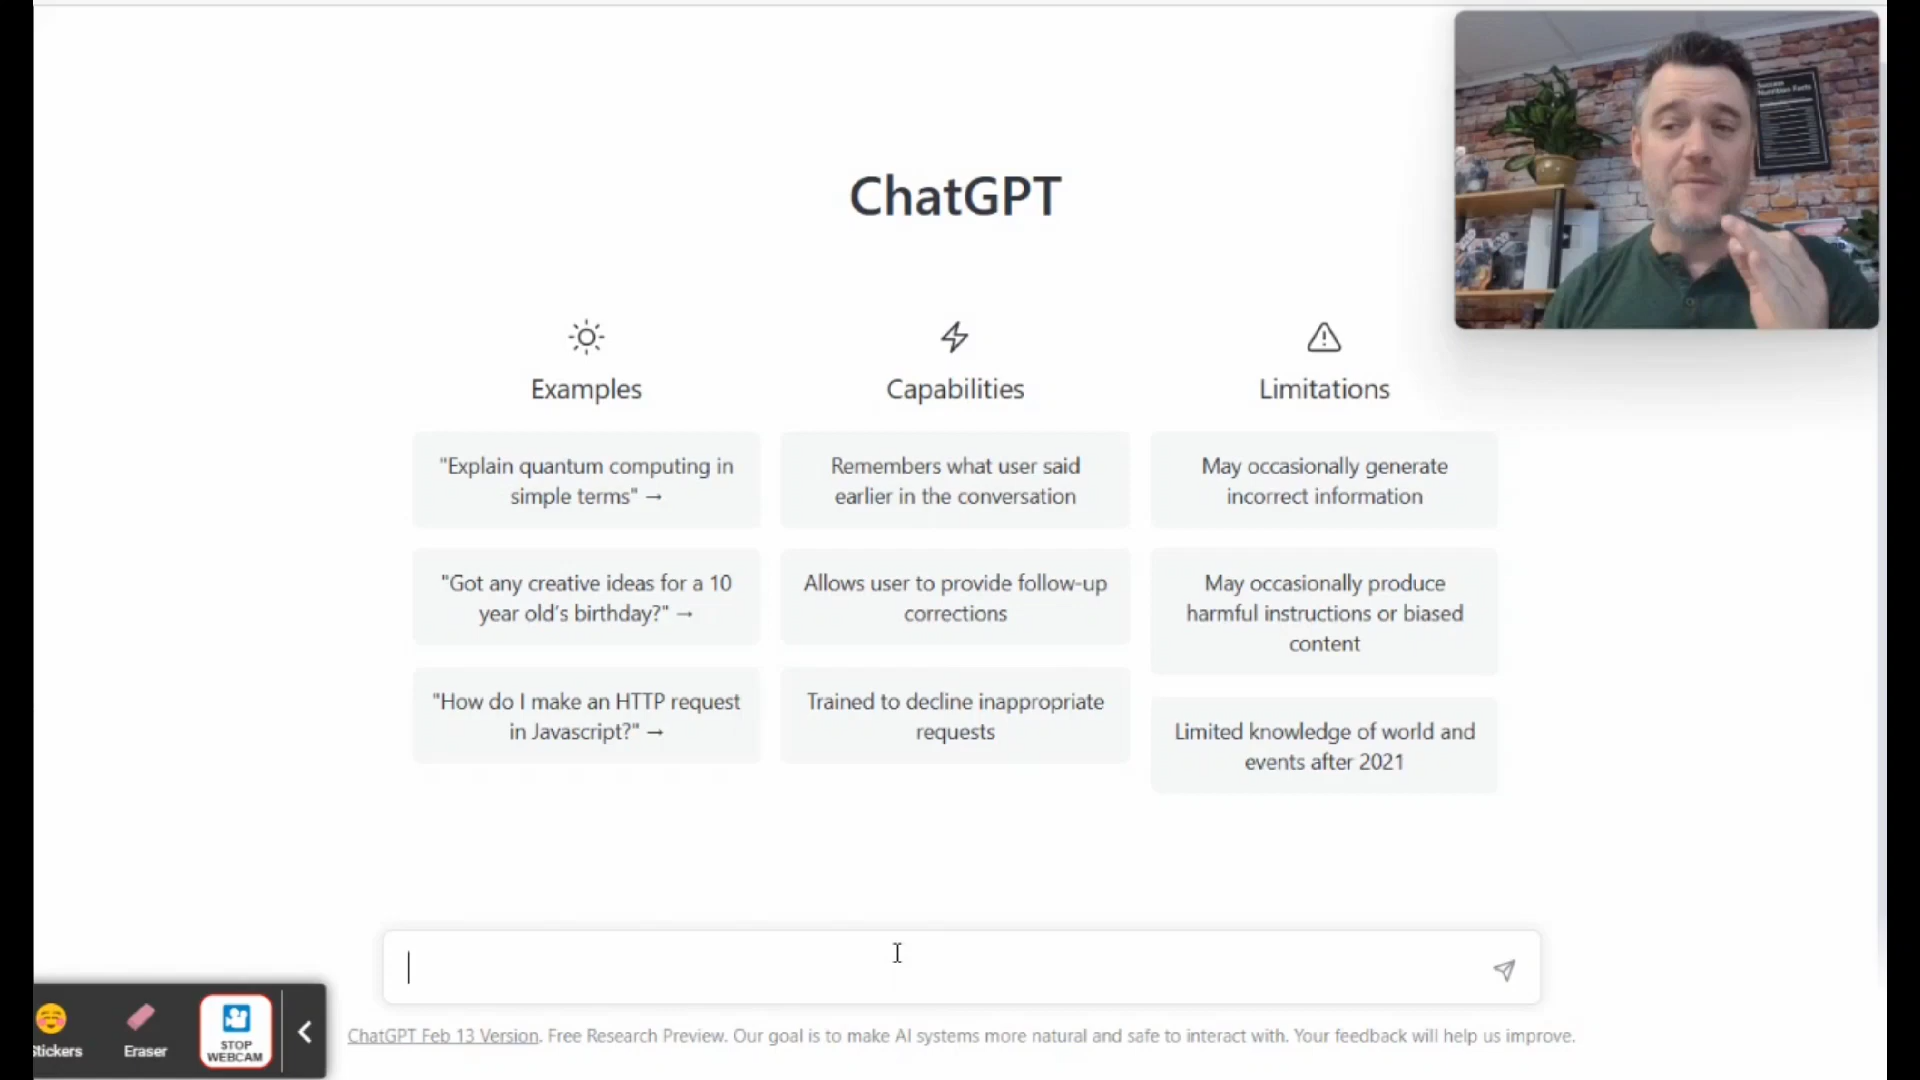 ChatGPT
Examples
"Explain quantum computing in
simple terms" →
"Got any creative ideas for a 10
year old's birthday?" →
"How do I make an HTTP request
in Javascript?" →
Capabilities
Remembers what user said
earlier in the conversation
Allows user to provide follow-up
corrections
Trained to decline inappropriate
requests
Limitations
May occasionally generate
incorrect information
May occasionally produce
harmful instructions or biased
content
Limited knowledge of world and
events after 2021
Success
Nutrition Facts
Stickers
Eraser
STOP
WEBCAM
ChatGPT Feb 13 Version. Free Research Preview. Our goal is to make AI systems more natural and safe to interact with. Your feedback will help us improve.